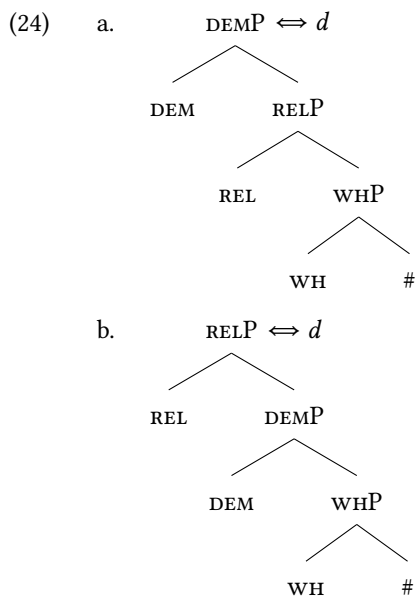 (24) a. DEMP ⇔ d
DEM RELP
REL WHP
WH #
b. RELP ⇔ d
REL DEMP
DEM WHP
WH #